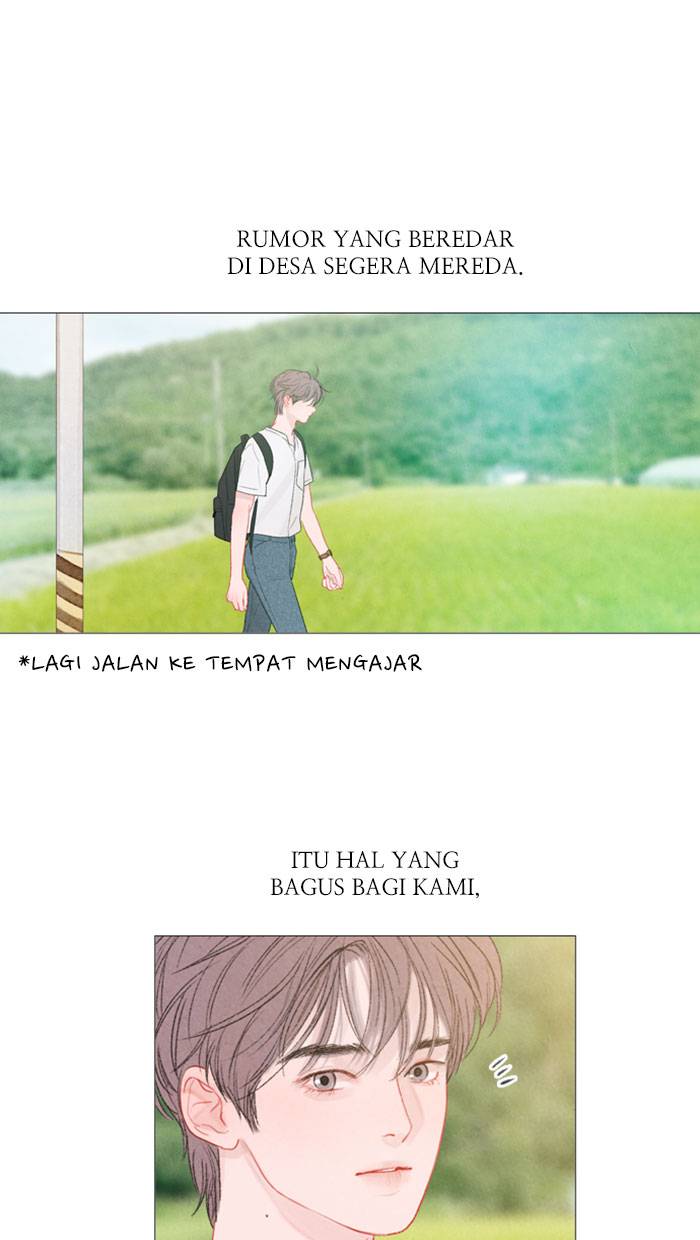 RUMOR YANG BEREDAR
DI DESA SEGERA MEREDA.
*LAGI JALAN KE TEMPAT MENGAJAR
ITU HAL YANG
BAGUS BAGI KAMI,